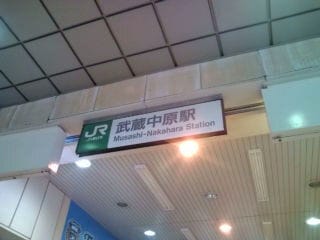 JR
武蔵中原駅
Musashi-Nakahara Station